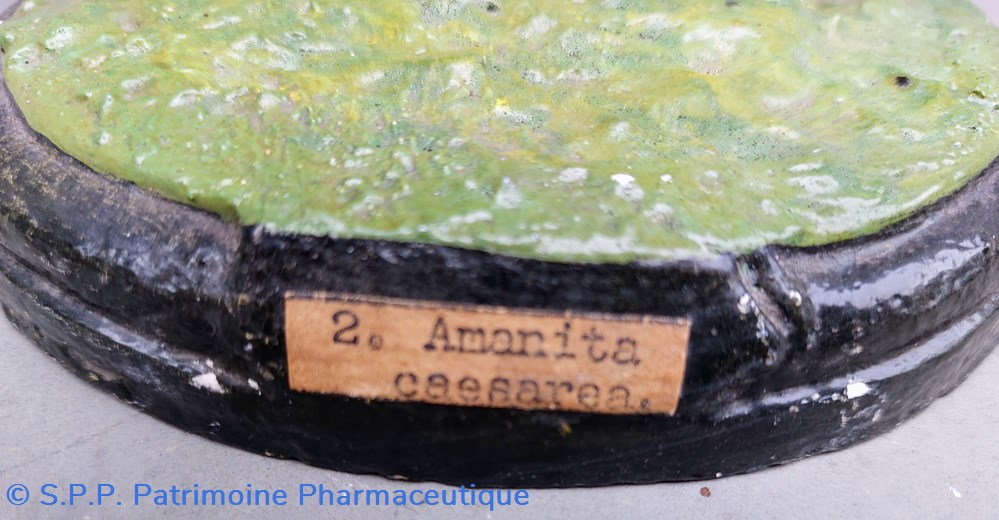 2. Amanita
caesarea.
© S.P.P. Patrimoine Pharmaceutique